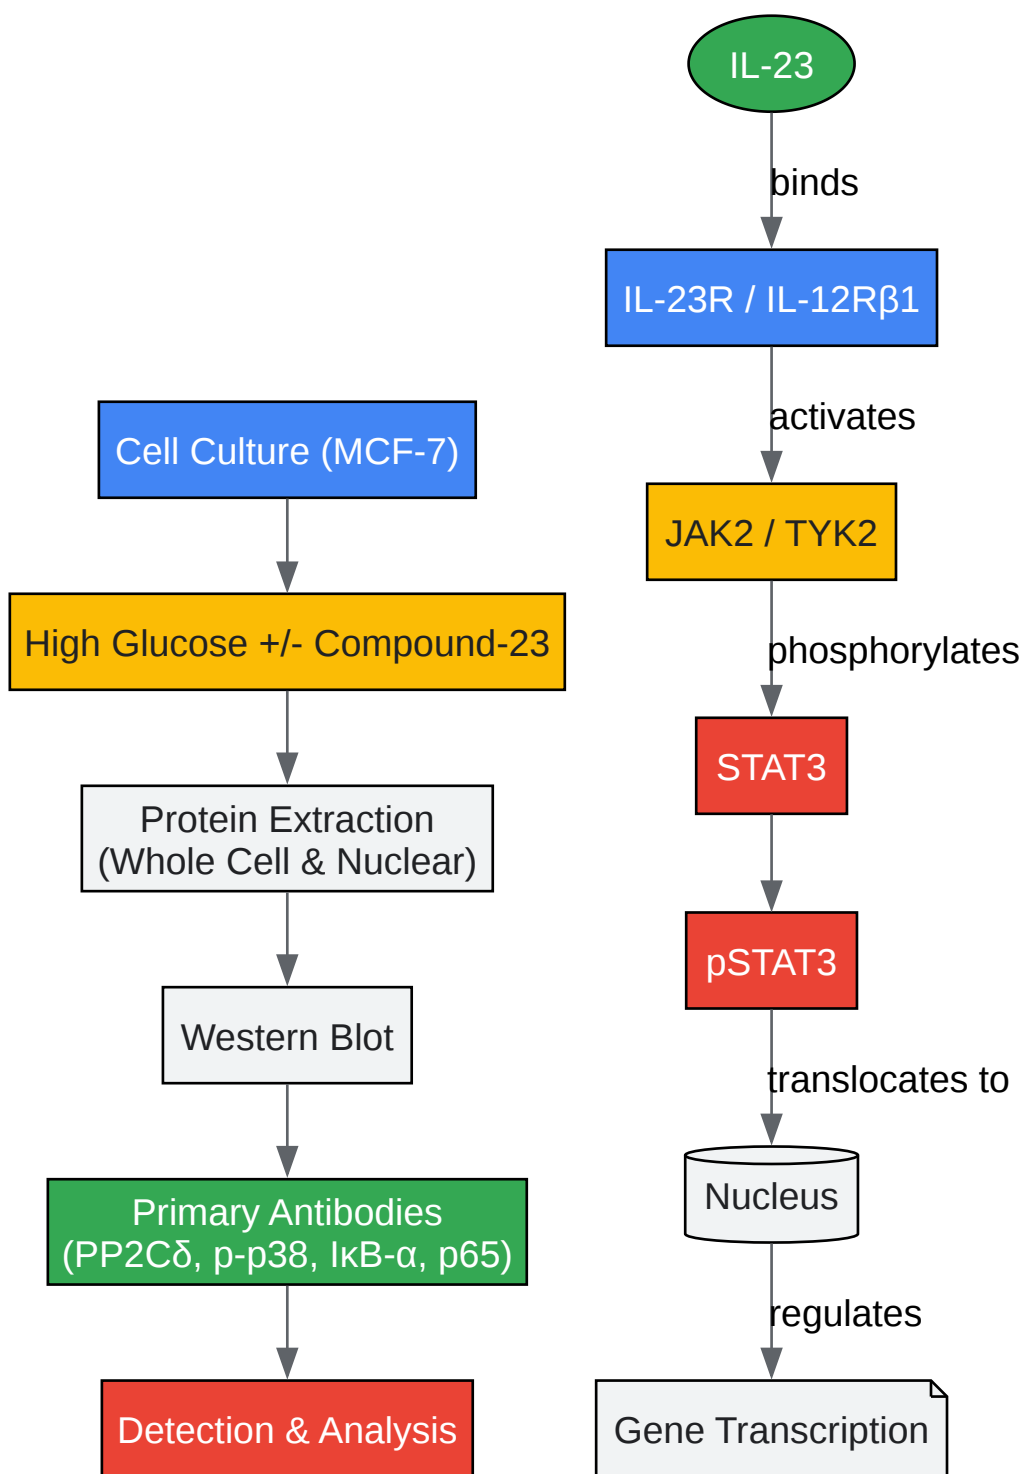 Cell Culture (MCF-7)
High Glucose +/- Compound-23
Protein Extraction
(Whole Cell & Nuclear)
Western Blot
Primary Antibodies
(PP2Cδ, p-p38, IκB-α, p65)
Detection & Analysis
IL-23
binds
IL-23R / IL-12Rβ1
activates
JAK2 / TYK2
phosphorylates
STAT3
pSTAT3
translocates to
Nucleus
regulates
Gene Transcription